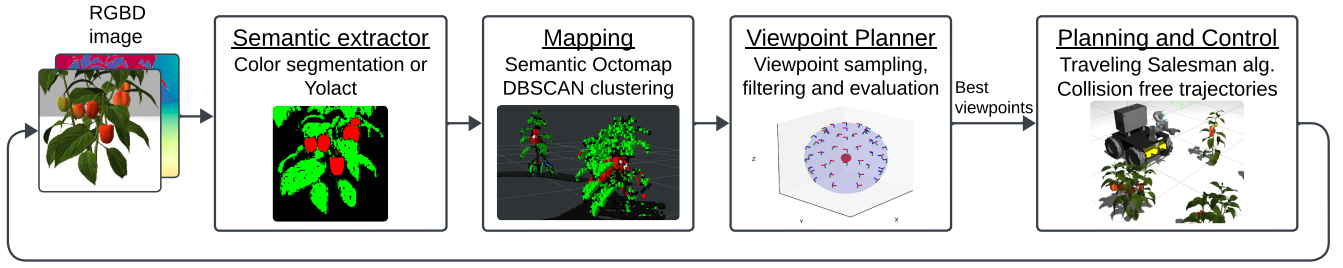 RGBD
image
Semantic extractor
Color segmentation or
Yolact
Mapping
Semantic Octomap
DBSCAN clustering
Viewpoint Planner
Viewpoint sampling,
filtering and evaluation
Z
Y
X
Best
viewpoints
Planning and Control
Traveling Salesman alg.
Collision free trajectories